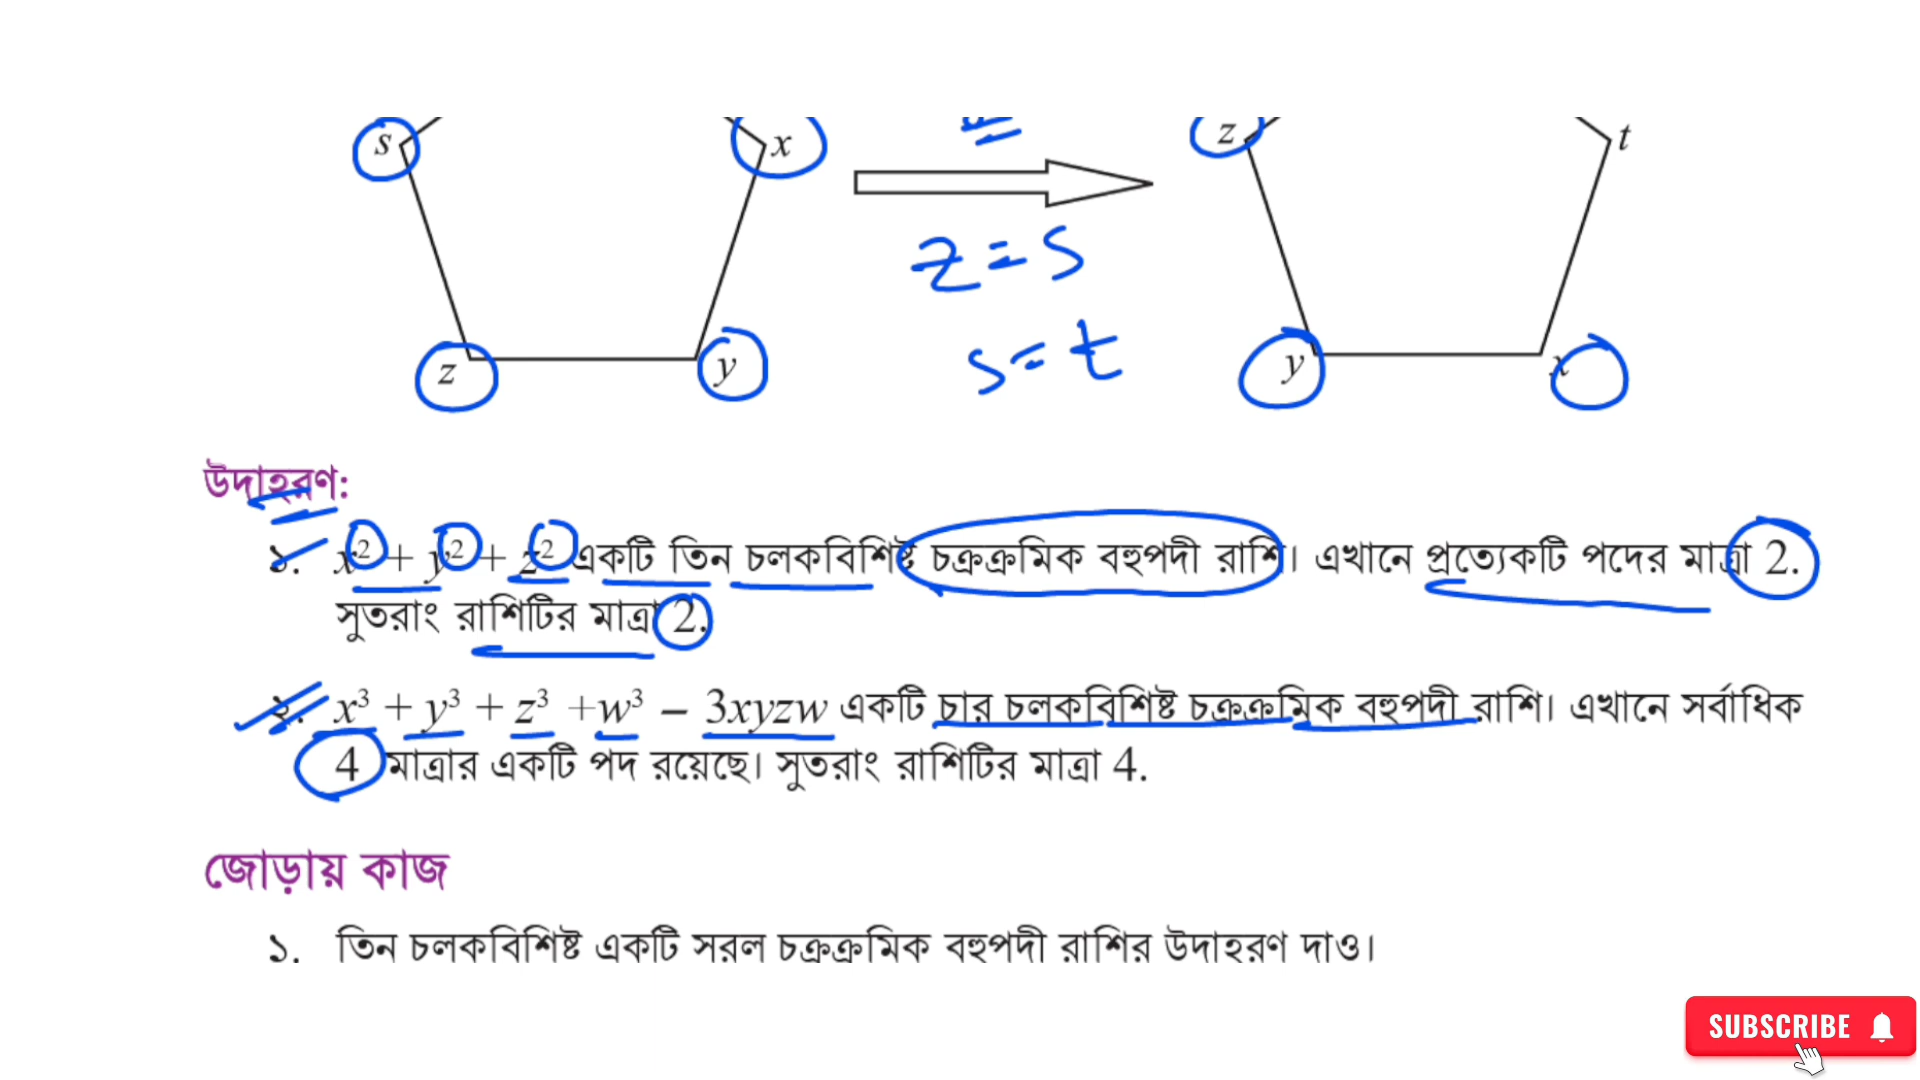 s x z t
z = s
s = t
z y y x
উদাহরণ:
১. x² + y² + z² একটি তিন চলকবিশিষ্ট চক্রক্রমিক বহুপদী রাশি। এখানে প্রত্যেকটি পদের মাত্রা 2.
সুতরাং রাশিটির মাত্রা 2.
২. x³ + y³ + z³ +w³ – 3xyzw একটি চার চলকবিশিষ্ট চক্রক্রমিক বহুপদী রাশি। এখানে সর্বাধিক
4 মাত্রার একটি পদ রয়েছে। সুতরাং রাশিটির মাত্রা 4.
জোড়ায় কাজ
১. তিন চলকবিশিষ্ট একটি সরল চক্রক্রমিক বহুপদী রাশির উদাহরণ দাও।
SUBSCRIBE